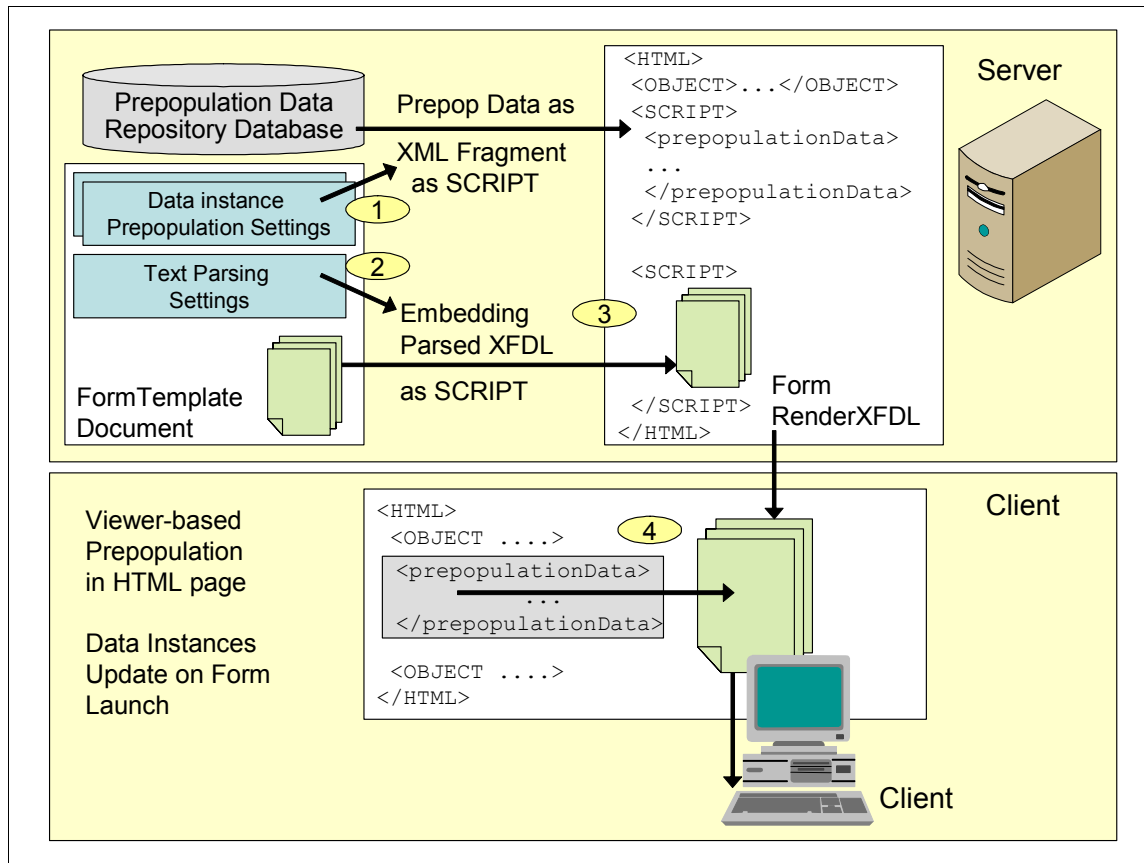 Server
Prepopulation Data
Repository Database
Prepop Data as
XML Fragment
as SCRIPT
Data instance
Prepopulation Settings
1
Text Parsing
Settings
2
Embedding
Parsed XFDL
as SCRIPT
3
FormTemplate
Document
<HTML>
<OBJECT>...</OBJECT>
<SCRIPT>
<prepopulationData>
...
</prepopulationData>
</SCRIPT>
<SCRIPT>
</SCRIPT>
</HTML>
Form
RenderXFDL
Client
Viewer-based
Prepopulation
in HTML page
Data Instances
Update on Form
Launch
<HTML>
<OBJECT ....>
4
<prepopulationData>
...
</prepopulationData>
<OBJECT ....>
</HTML>
Client